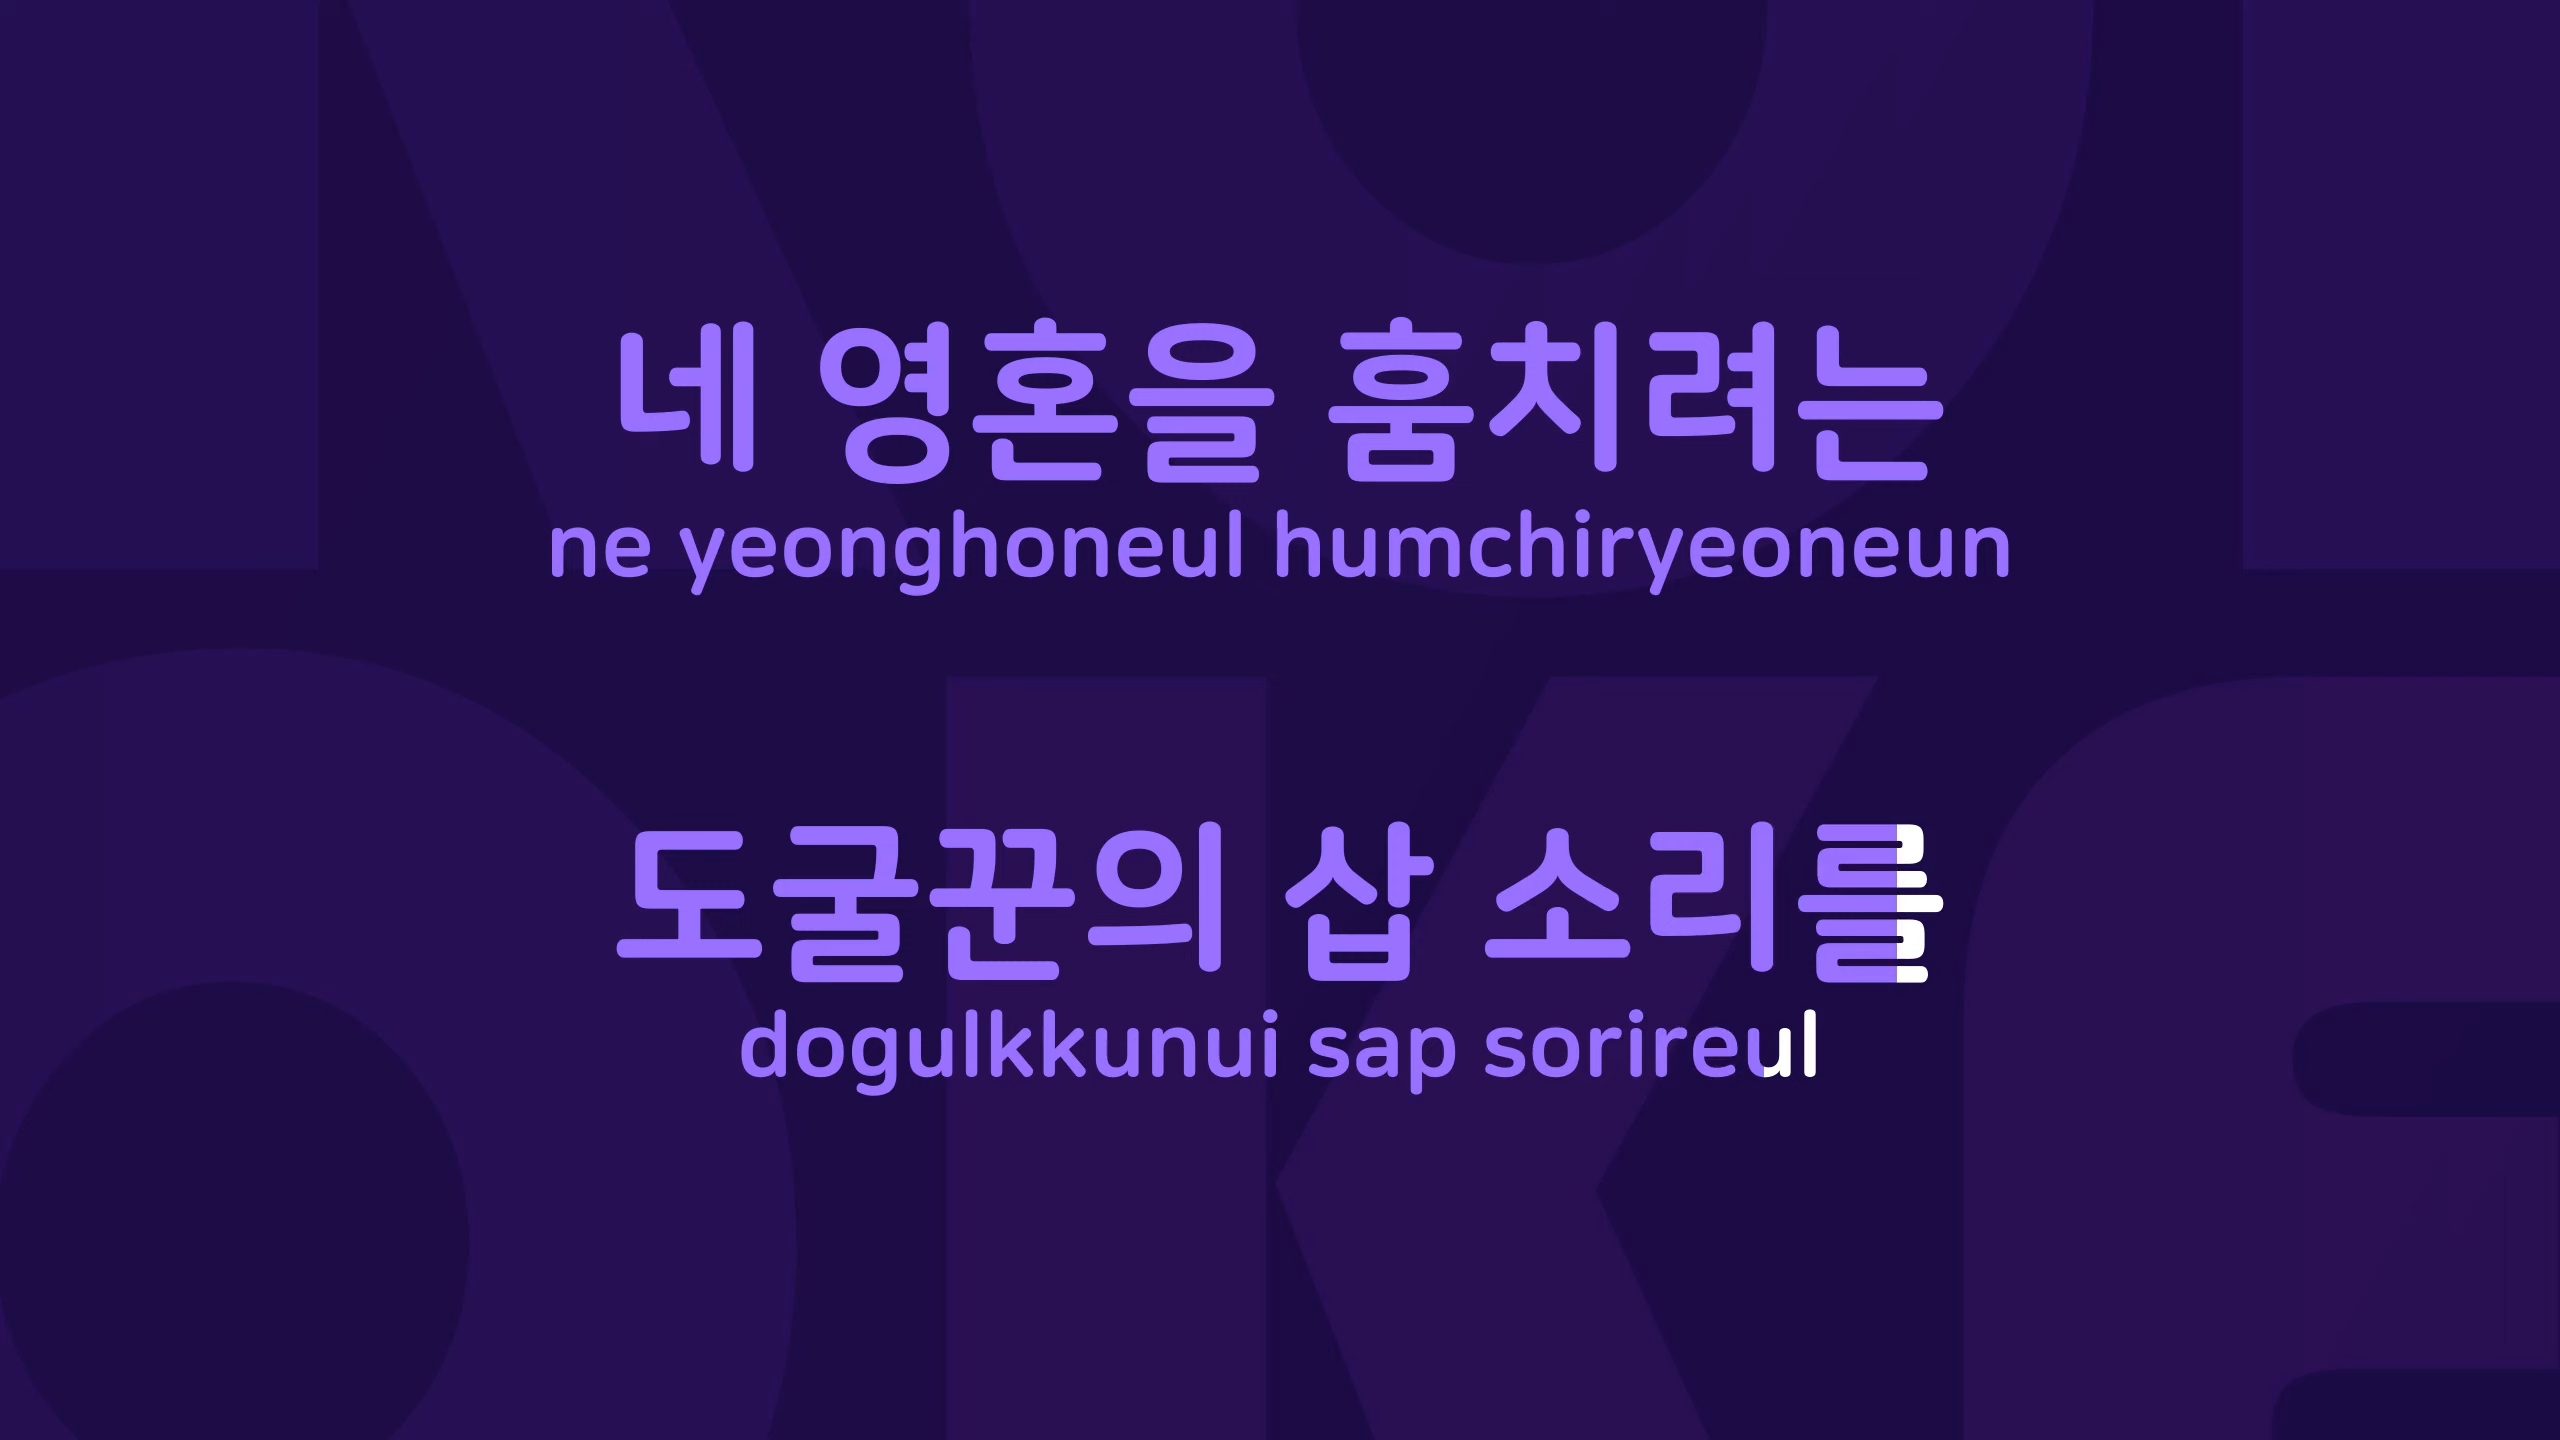 네 영혼을 훔치려는
ne yeonghoneul humchiryeoneun
도굴꾼의 삽 소리를
dogulkkunui sap sorireul